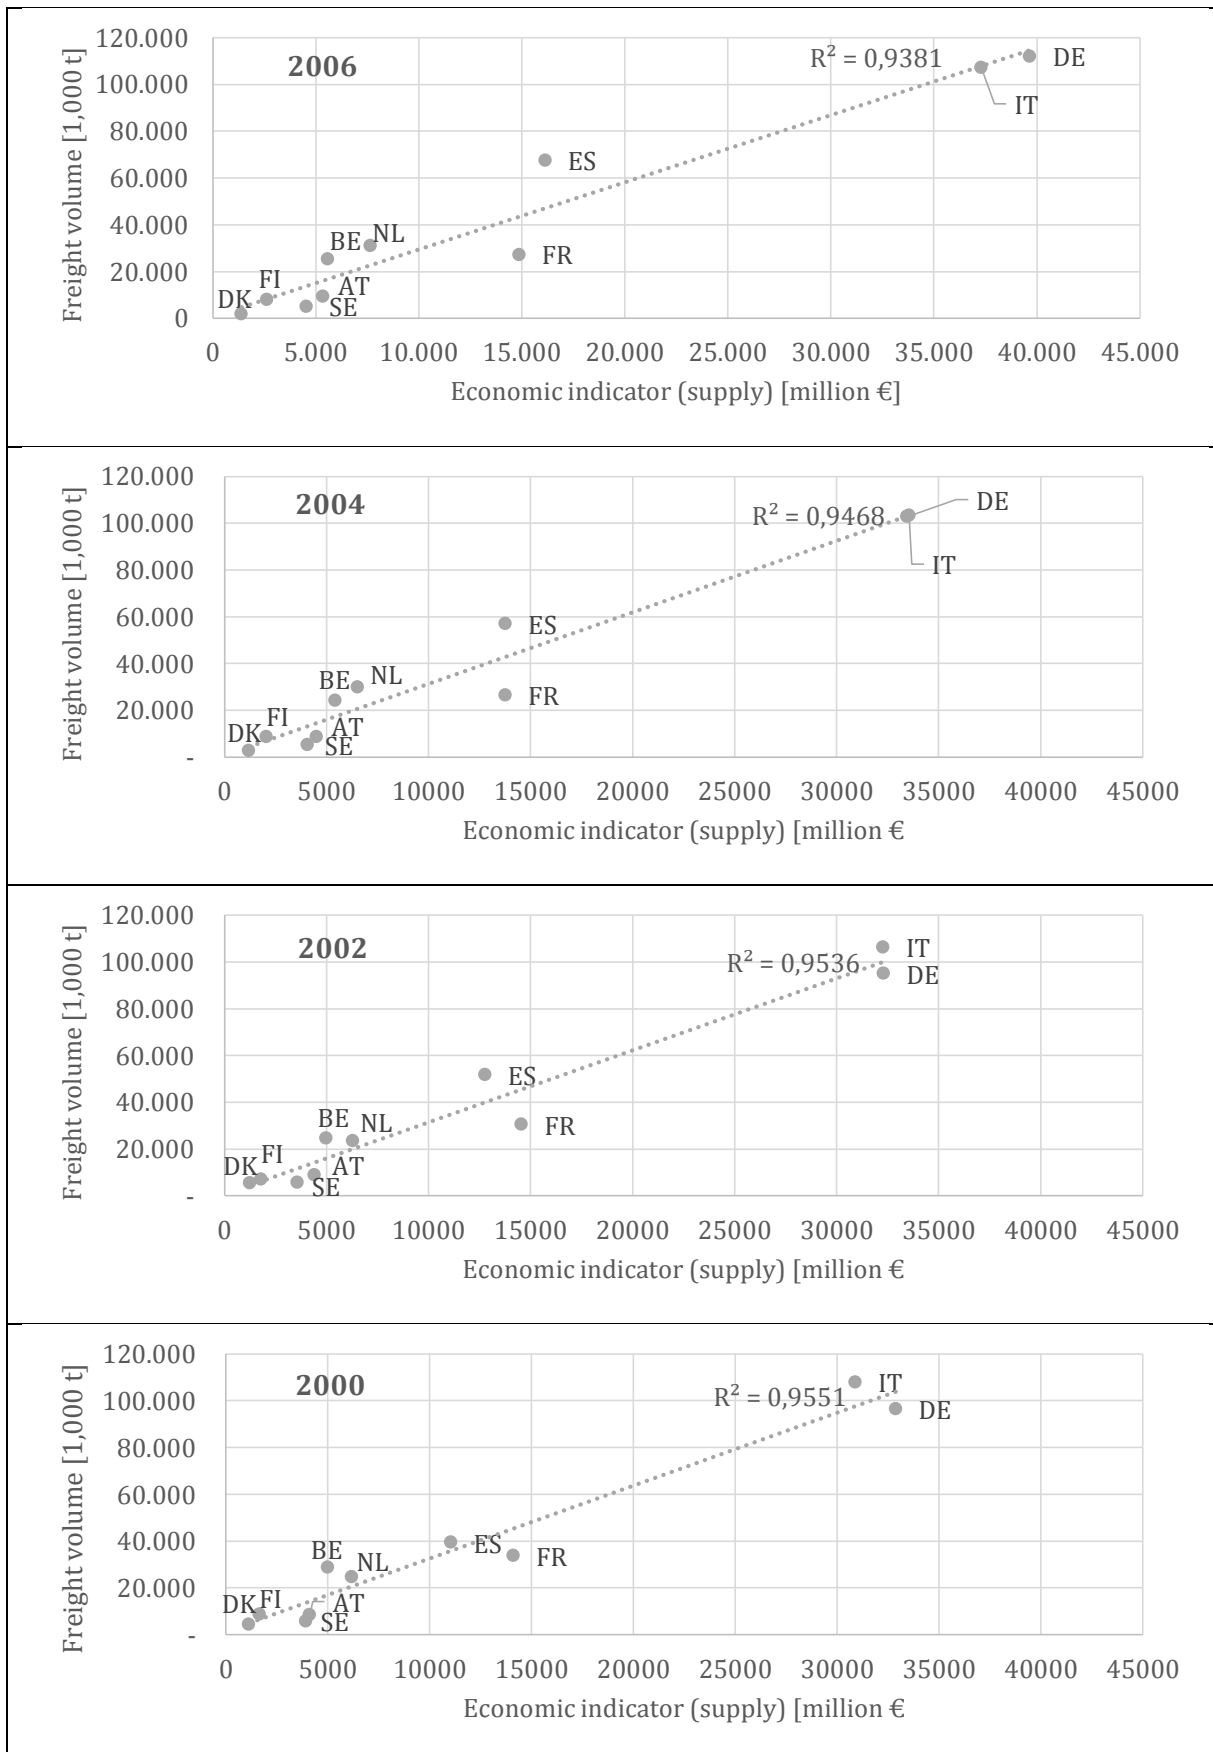 120.000
100.000
80.000
60.000
40.000
20.000
0
Freight volume [1,000 t]
2006
R² = 0,9381
DE
IT
ES
FR
BE
NL
FI
AT
DK
SE
0 5.000 10.000 15.000 20.000 25.000 30.000 35.000 40.000 45.000
Economic indicator (supply) [million €]
120.000
100.000
80.000
60.000
40.000
20.000
-
Freight volume [1,000 t]
2004
R² = 0,9468
DE
IT
ES
FR
BE
NL
FI
DK
AT
SE
0 5000 10000 15000 20000 25000 30000 35000 40000 45000
Economic indicator (supply) [million €
120.000
100.000
80.000
60.000
40.000
20.000
-
Freight volume [1,000 t]
2002
R² = 0,9536
IT
DE
ES
FR
BE
NL
FI
DK
AT
SE
0 5000 10000 15000 20000 25000 30000 35000 40000 45000
Economic indicator (supply) [million €
120.000
100.000
80.000
60.000
40.000
20.000
-
Freight volume [1,000 t]
2000
R² = 0,9551
IT
DE
ES
FR
BE
NL
FI
DK
AT
SE
0 5000 10000 15000 20000 25000 30000 35000 40000 45000
Economic indicator (supply) [million €